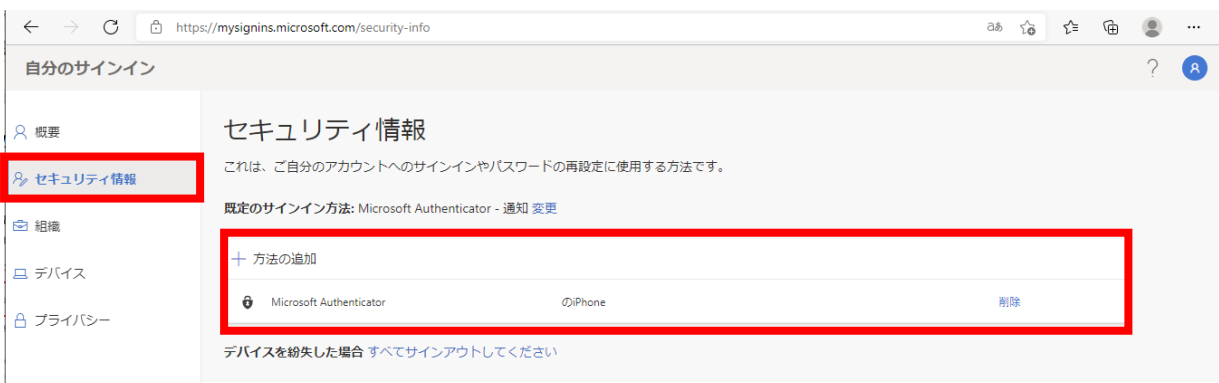 https://mysignins.microsoft.com/security-info
aあ
自分のサインイン
?
概要
セキュリティ情報
組織
デバイス
プライバシー
セキュリティ情報
これは、ご自分のアカウントへのサインインやパスワードの再設定に使用する方法です。
既定のサインイン方法: Microsoft Authenticator - 通知 変更
+ 方法の追加
Microsoft Authenticator のiPhone 削除
デバイスを紛失した場合 すべてサインアウトしてください